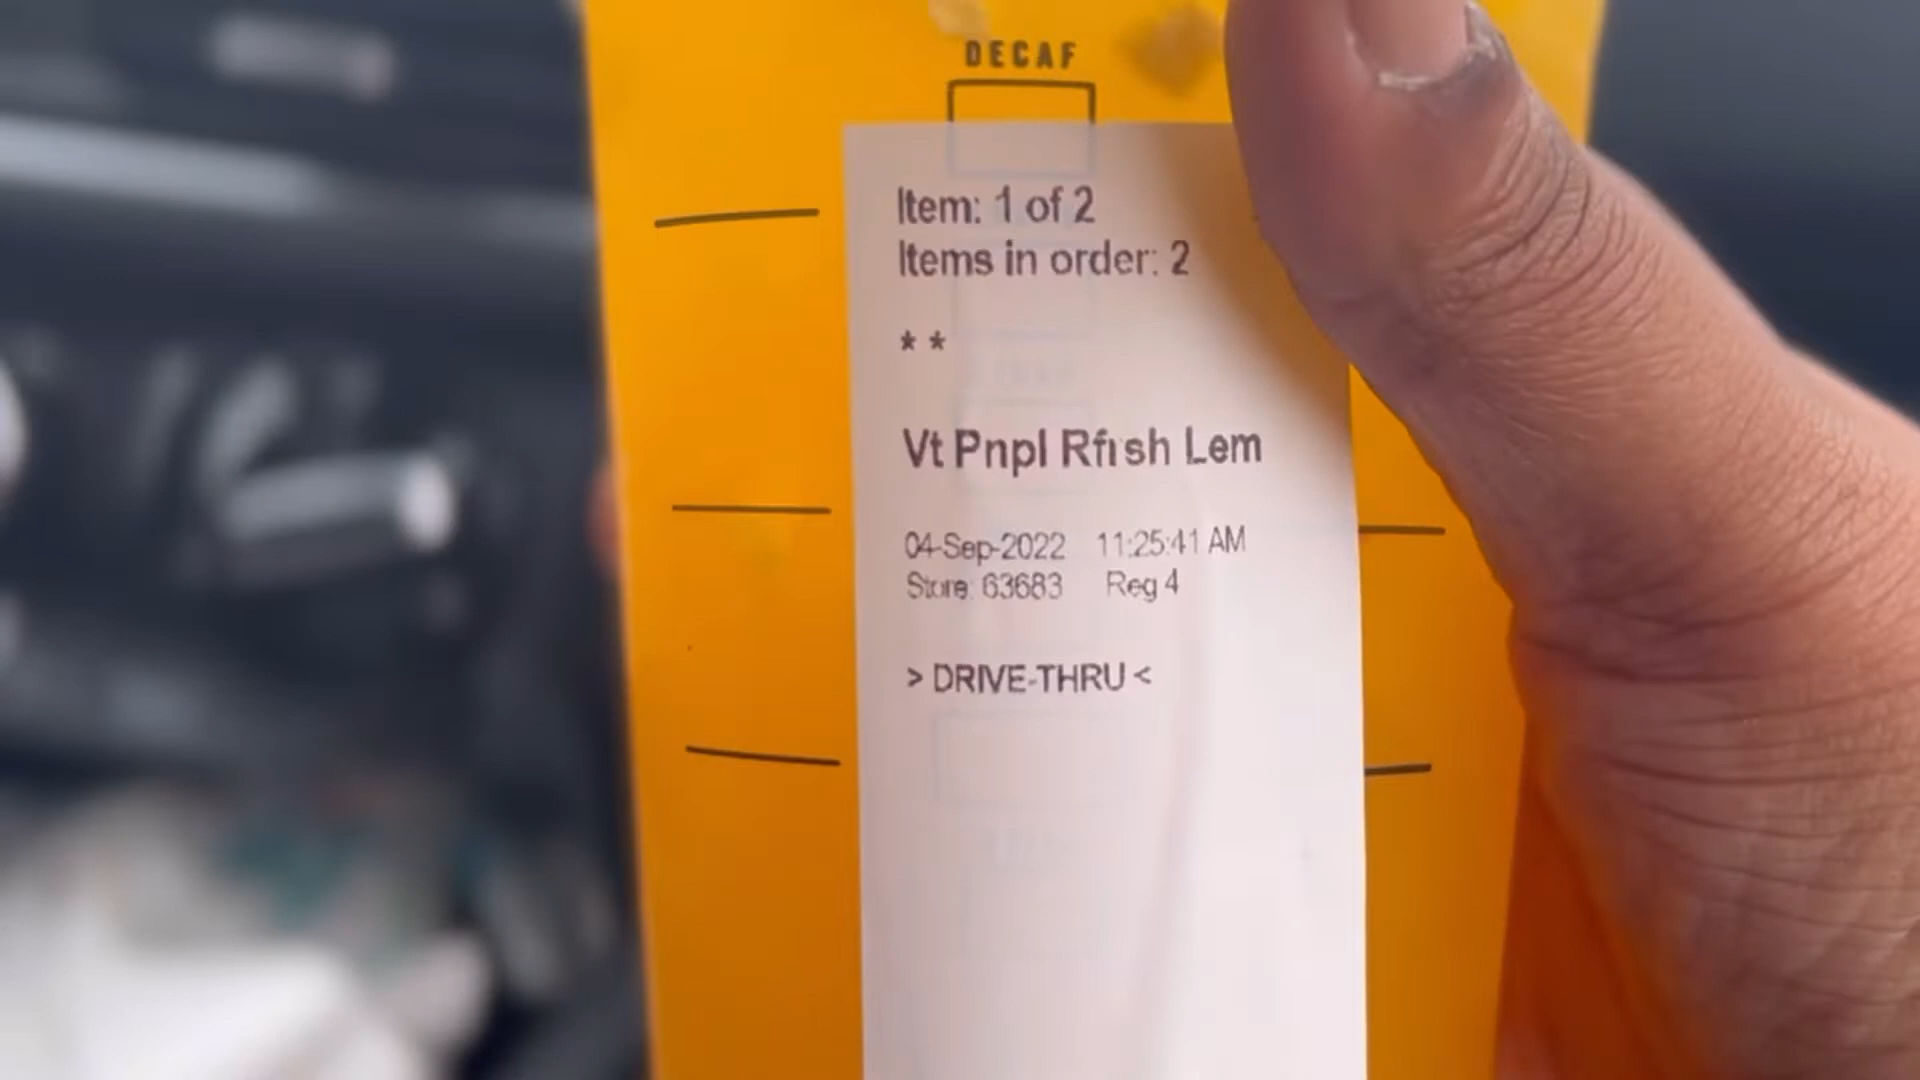 DECAF
Item: 1 of 2
Items in order: 2
* *
Vt Pnpl Rfrsh Lem
04-Sep-2022 11:25:41 AM
Store: 63683 Reg 4
> DRIVE-THRU <